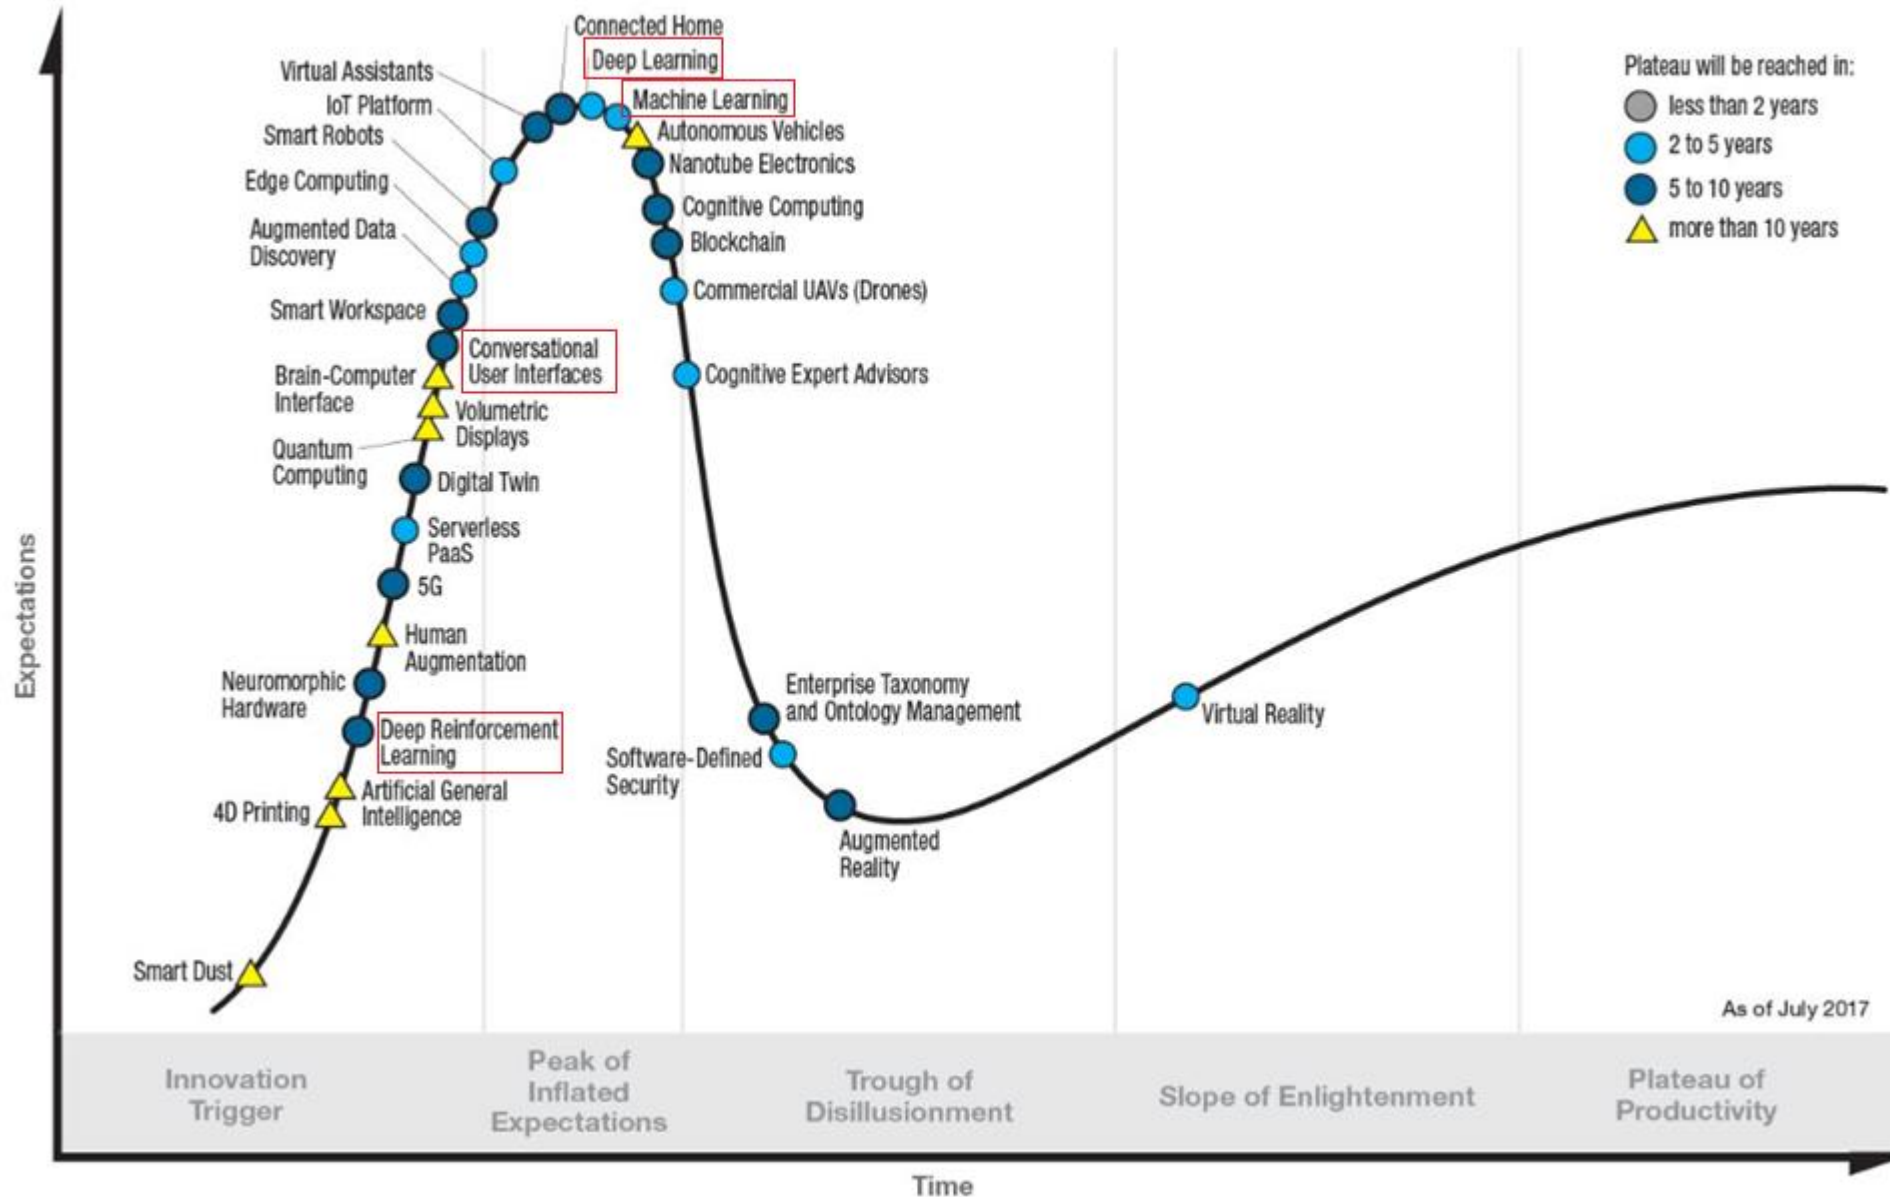 Connected Home
Deep Learning
Virtual Assistants
Machine Learning
IoT Platform
Autonomous Vehicles
Smart Robots
Nanotube Electronics
Edge Computing
Cognitive Computing
Augmented Data
Discovery
Blockchain
Commercial UAVs (Drones)
Smart Workspace
Conversational
User Interfaces
Cognitive Expert Advisors
Brain-Computer
Interface
Volumetric
Displays
Quantum
Computing
Digital Twin
Serverless
PaaS
5G
Human
Augmentation
Neuromorphic
Hardware
Deep Reinforcement
Learning
Artificial General
Intelligence
4D Printing
Smart Dust
Enterprise Taxonomy
and Ontology Management
Software-Defined
Security
Augmented
Reality
Virtual Reality
Plateau will be reached in:
less than 2 years
2 to 5 years
5 to 10 years
more than 10 years
As of July 2017
Expectations
Innovation
Trigger
Peak of
Inflated
Expectations
Trough of
Disillusionment
Slope of Enlightenment
Plateau of
Productivity
Time